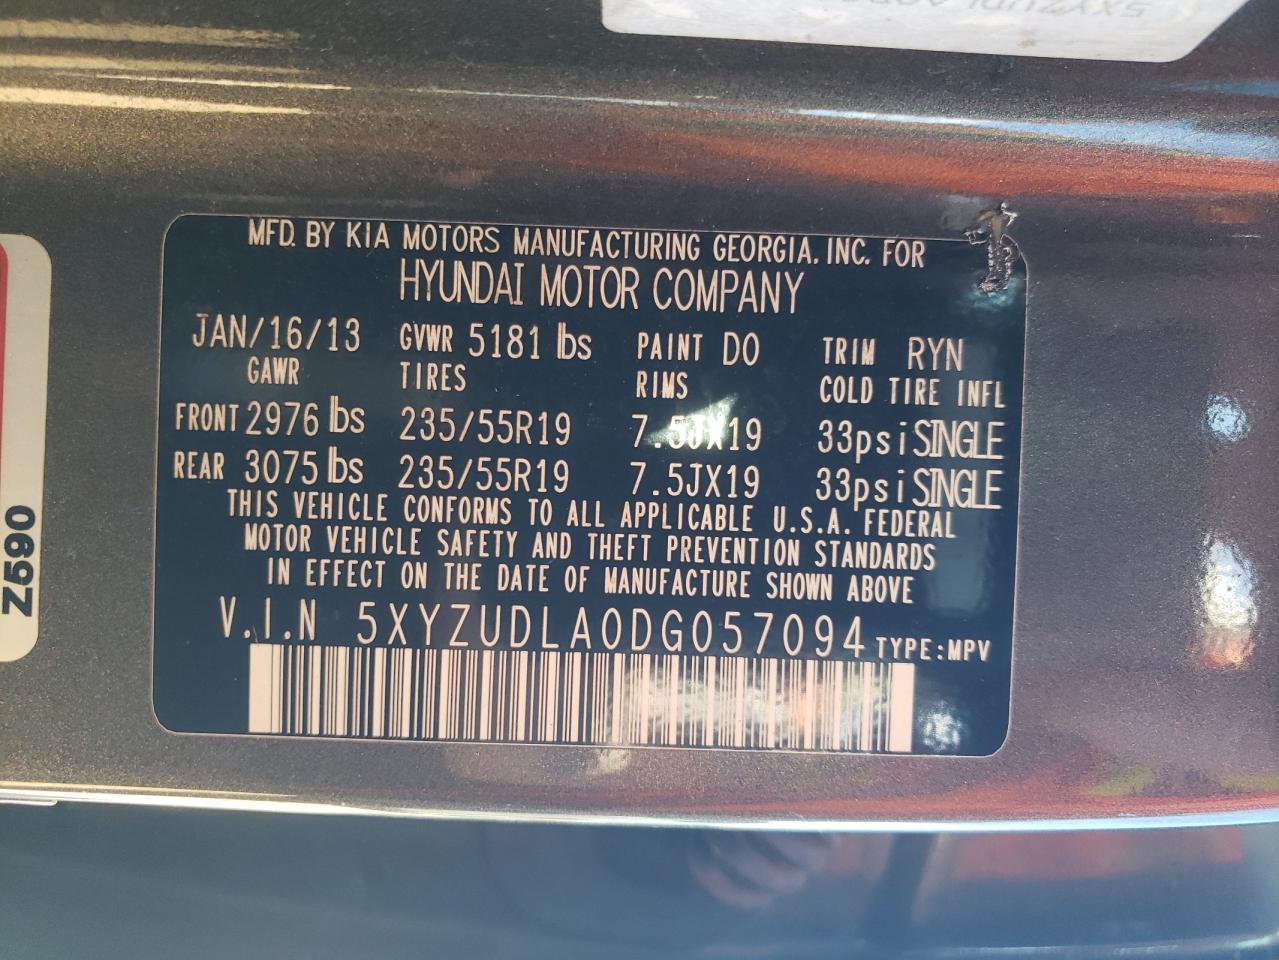 MFD. BY KIA MOTORS MANUFACTURING GEORGIA, INC. FOR
HYUNDAI MOTOR COMPANY
JAN/16/13 GVWR 5181 lbs PAINT D0 TRIM RYN
GAWR TIRES RIMS COLD TIRE INFL
FRONT 2976 lbs 235/55R19 7.5JX19 33psi SINGLE
REAR 3075 lbs 235/55R19 7.5JX19 33psi SINGLE
THIS VEHICLE CONFORMS TO ALL APPLICABLE U.S.A. FEDERAL
MOTOR VEHICLE SAFETY AND THEFT PREVENTION STANDARDS
IN EFFECT ON THE DATE OF MANUFACTURE SHOWN ABOVE
V.I.N 5XYZUDLA0DG057094 TYPE:MPV
Z590